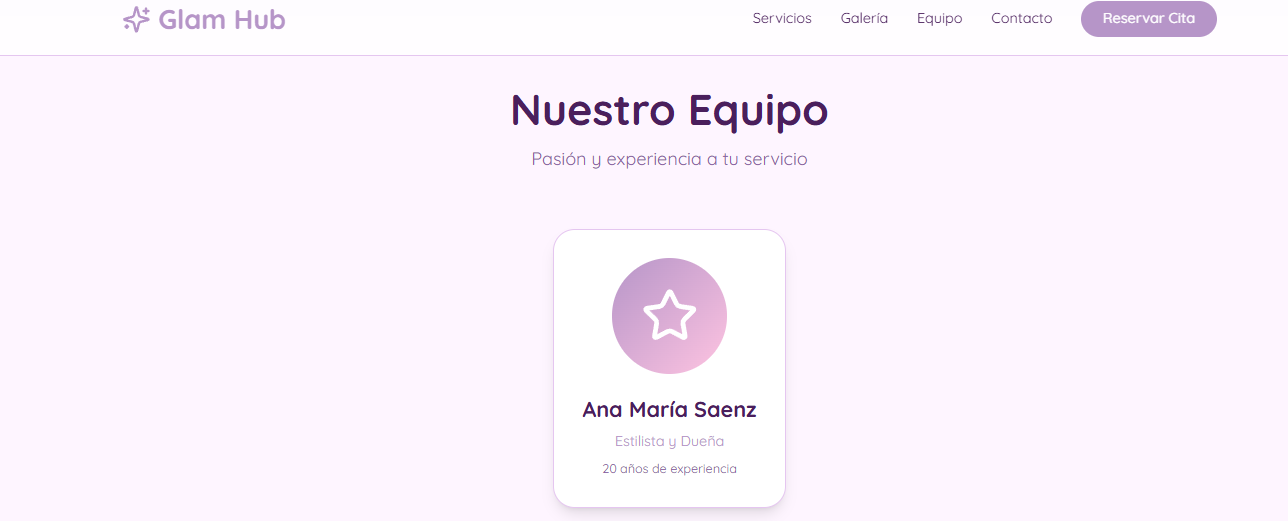 Glam Hub
Servicios Galería Equipo Contacto Reservar Cita
Nuestro Equipo
Pasión y experiencia a tu servicio
Ana María Saenz
Estilista y Dueña
20 años de experiencia